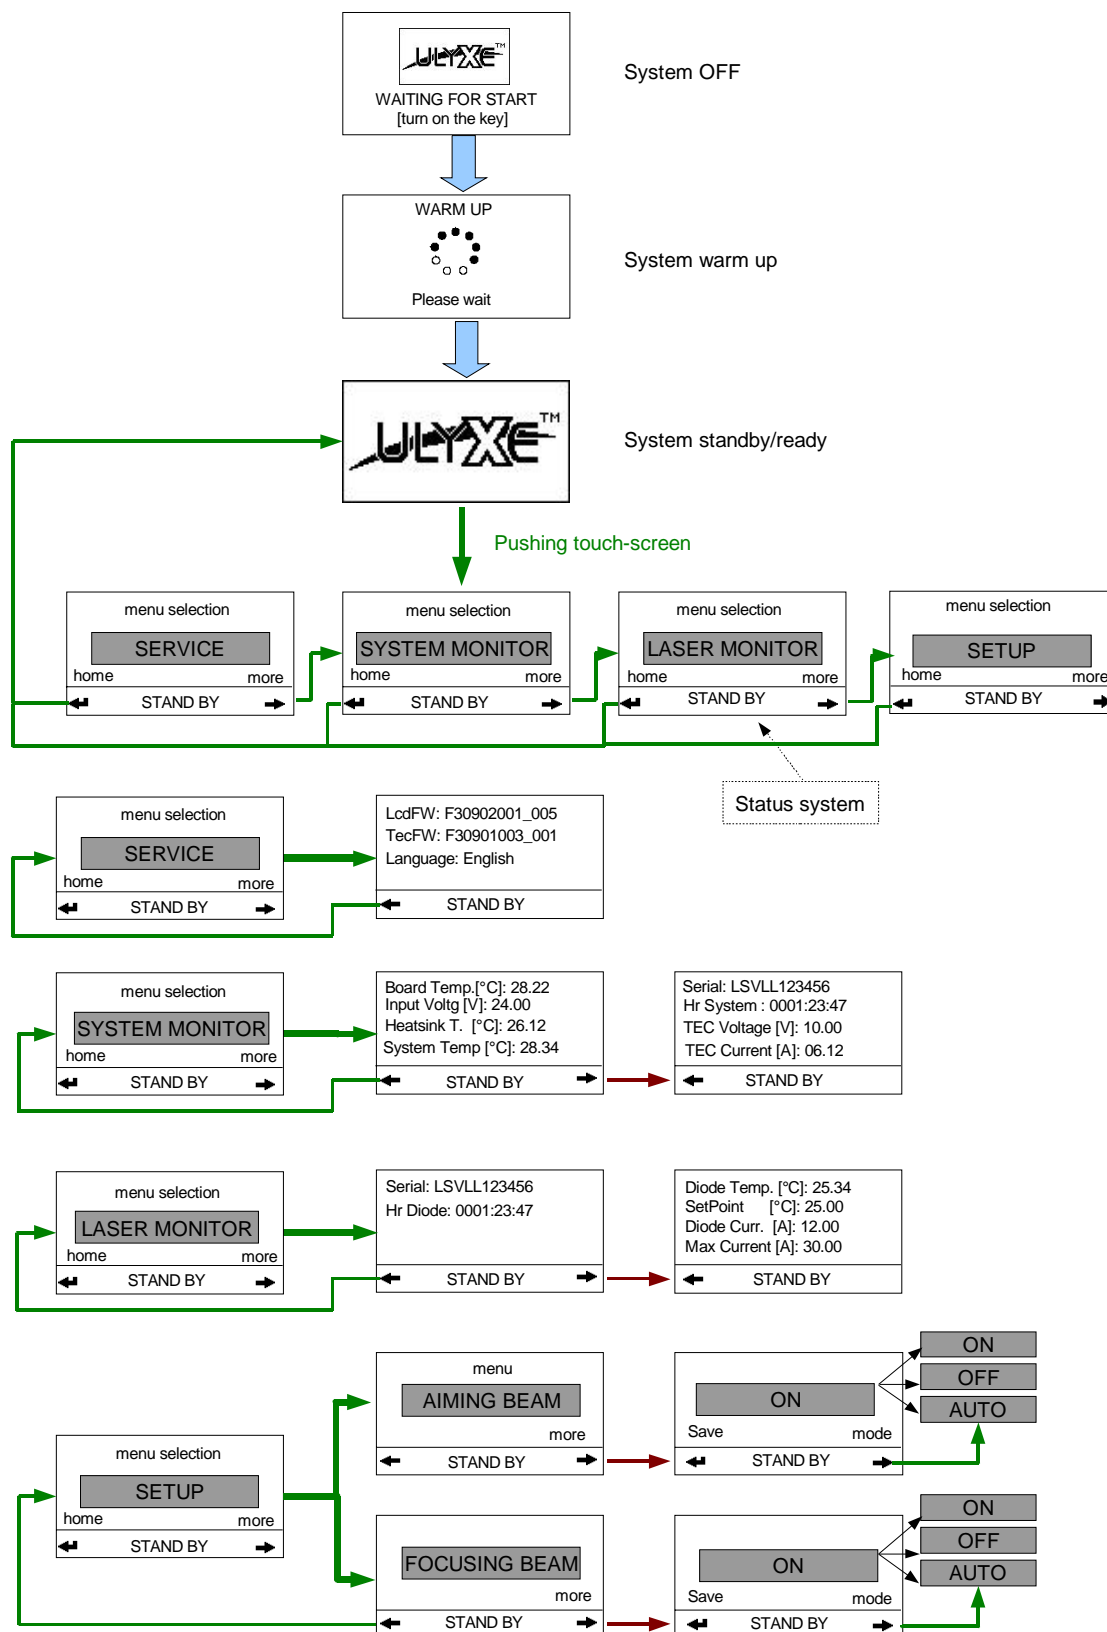 ULYXE™
WAITING FOR START
[turn on the key]
System OFF
WARM UP
Please wait
System warm up
ULYXE™
System standby/ready
Pushing touch-screen
menu selection
SERVICE
home more
STAND BY
menu selection
SYSTEM MONITOR
home more
STAND BY
menu selection
LASER MONITOR
home more
STAND BY
menu selection
SETUP
home more
STAND BY
Status system
menu selection
SERVICE
home more
STAND BY
LcdFW: F30902001_005
TecFW: F30901003_001
Language: English
STAND BY
menu selection
SYSTEM MONITOR
home more
STAND BY
Board Temp.[°C]: 28.22
Input Voltg [V]: 24.00
Heatsink T. [°C]: 26.12
System Temp [°C]: 28.34
STAND BY
Serial: LSVLL123456
Hr System : 0001:23:47
TEC Voltage [V]: 10.00
TEC Current [A]: 06.12
STAND BY
menu selection
LASER MONITOR
home more
STAND BY
Serial: LSVLL123456
Hr Diode: 0001:23:47
STAND BY
Diode Temp. [°C]: 25.34
SetPoint [°C]: 25.00
Diode Curr. [A]: 12.00
Max Current [A]: 30.00
STAND BY
menu selection
SETUP
home more
STAND BY
menu
AIMING BEAM
more
STAND BY
ON
Save mode
STAND BY
ON
OFF
AUTO
FOCUSING BEAM
more
STAND BY
ON
Save mode
STAND BY
ON
OFF
AUTO